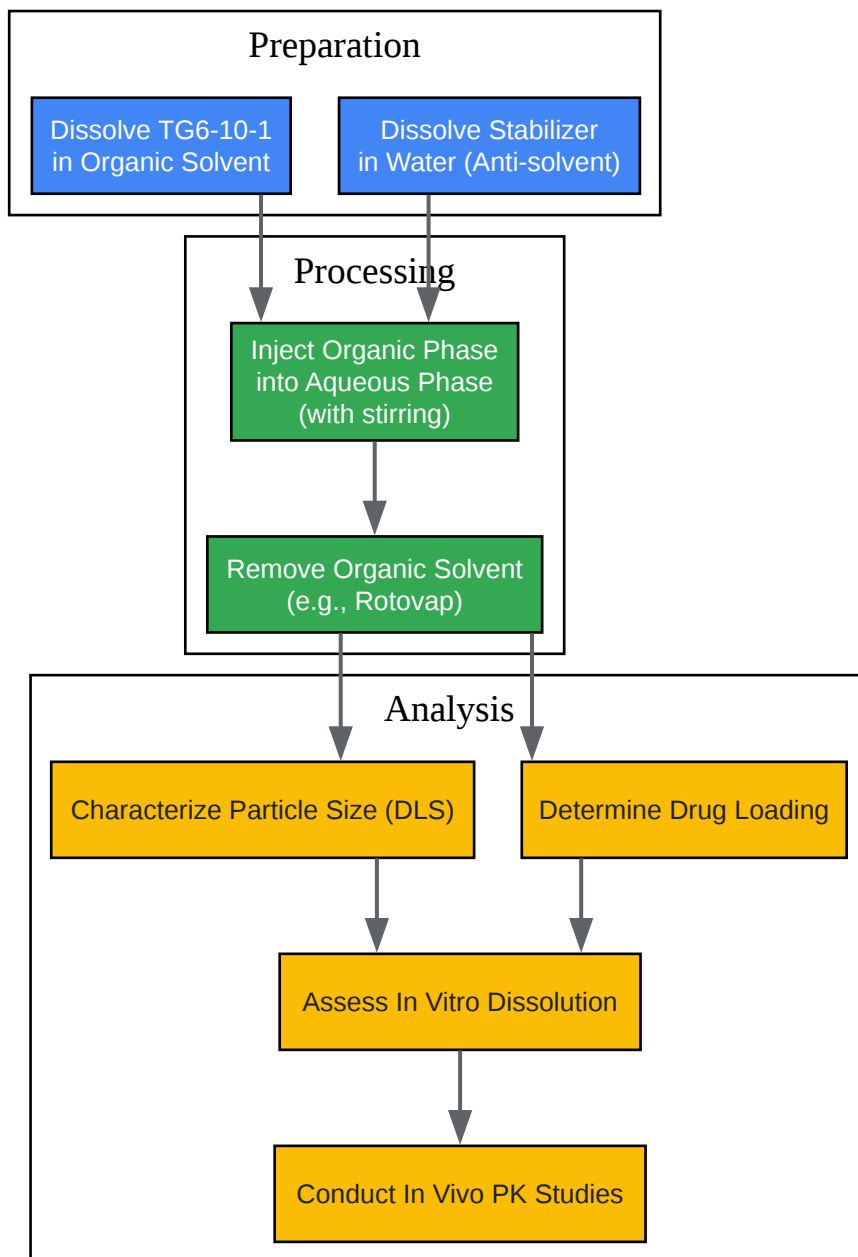 Preparation
Dissolve TG6-10-1
in Organic Solvent
Dissolve Stabilizer
in Water (Anti-solvent)
Processing
Inject Organic Phase
into Aqueous Phase
(with stirring)
Remove Organic Solvent
(e.g., Rotovap)
Analysis
Characterize Particle Size (DLS)
Determine Drug Loading
Assess In Vitro Dissolution
Conduct In Vivo PK Studies